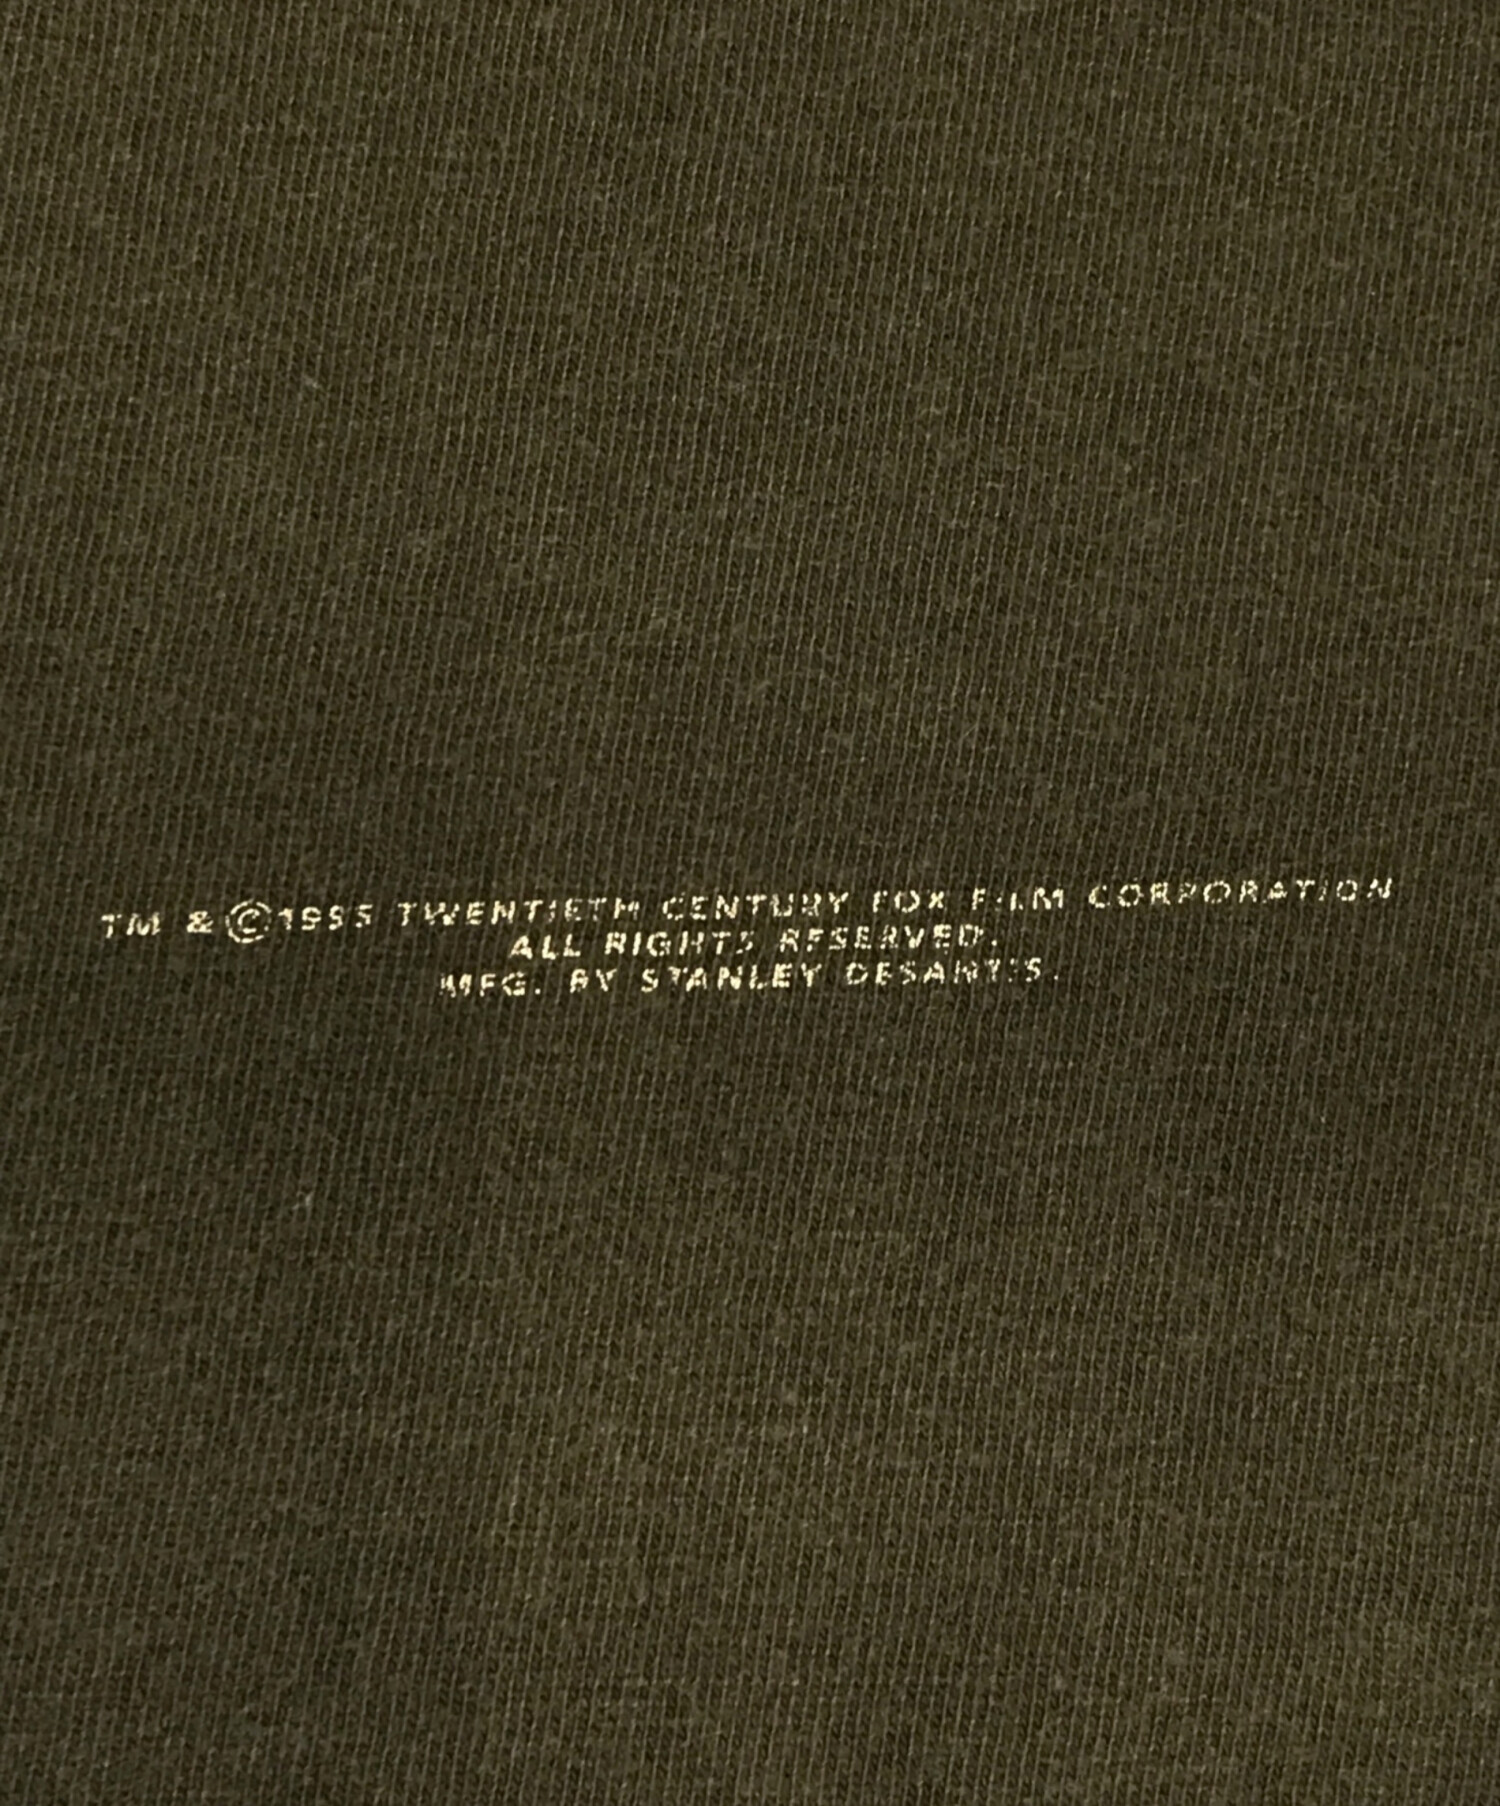 TM & ©1995 TWENTIETH CENTURY FOX FILM CORPORATION
ALL RIGHTS RESERVED.
MFG. BY STANLEY DESANTIS.